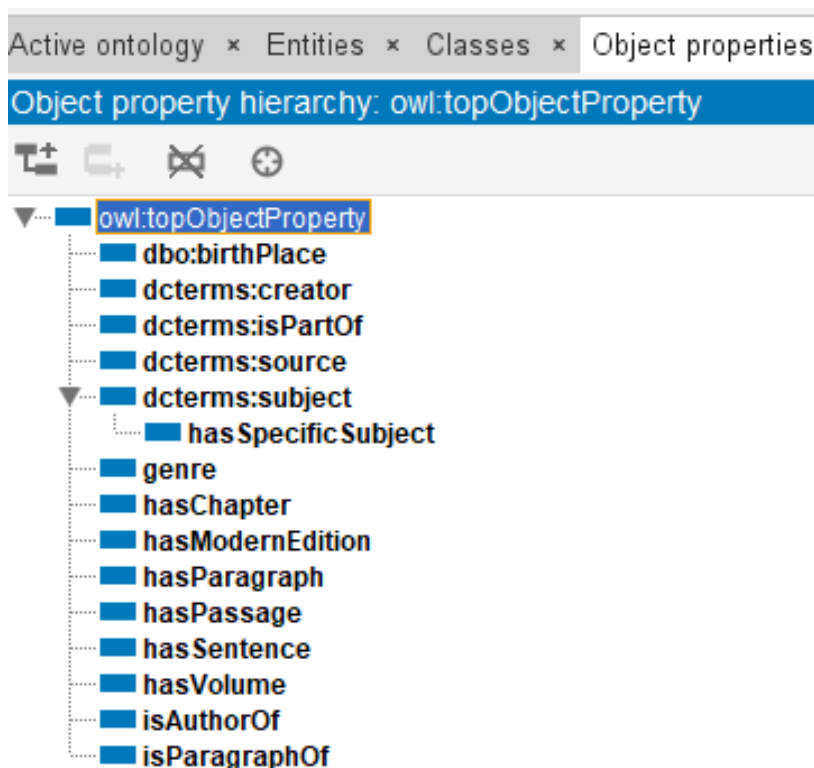 Active ontology × Entities × Classes × Object properties
Object property hierarchy: owl:topObjectProperty
owl:topObjectProperty
dbo:birthPlace
dcterms:creator
dcterms:isPartOf
dcterms:source
dcterms:subject
hasSpecificSubject
genre
hasChapter
hasModernEdition
hasParagraph
hasPassage
hasSentence
hasVolume
isAuthorOf
isParagraphOf